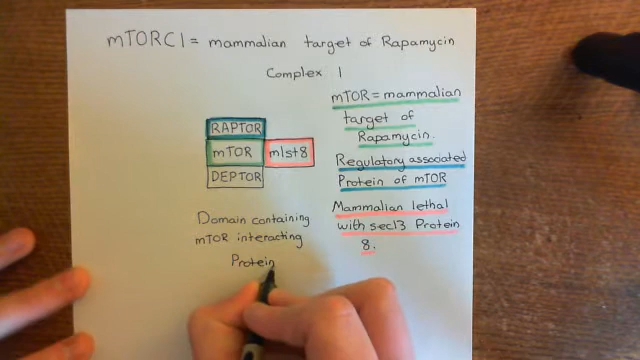 mTORC1 = mammalian target of Rapamycin
Complex 1
mTOR = mammalian
target of
Rapamycin.
RAPTOR
mTOR mlst8
DEPTOR
Regulatory associated
Protein of mTOR
Mammalian lethal
with sec13 Protein
8.
Domain containing
mTOR interacting
Protein